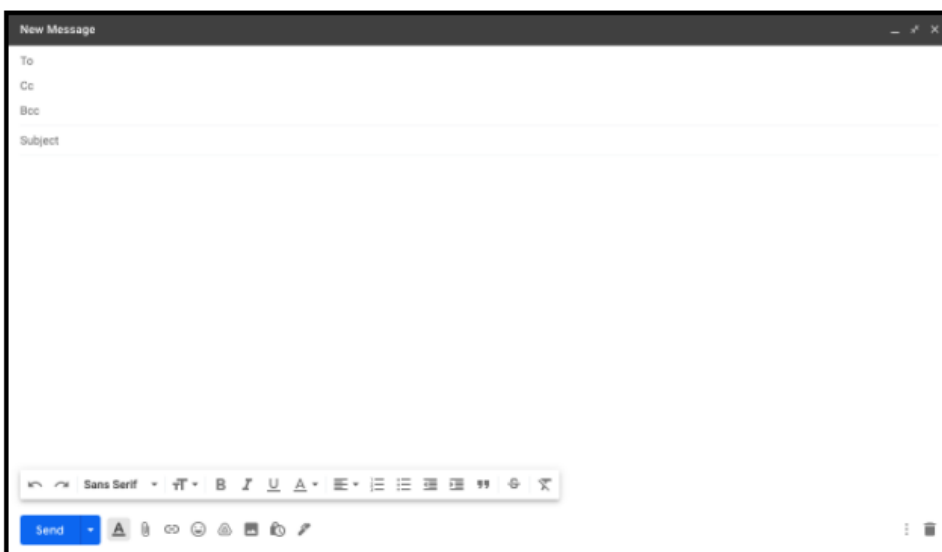 New Message
To
Cc
Bcc
Subject
Sans Serif
Send